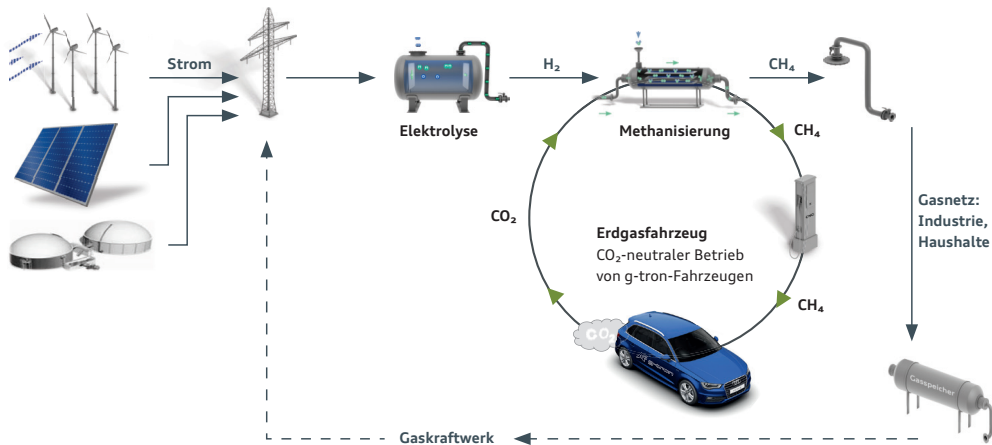 Strom
H₂
CH₄
Elektrolyse
Methanisierung
CH₄
CO₂
Erdgasfahrzeug
CO₂-neutraler Betrieb
von g-tron-Fahrzeugen
Gasnetz:
Industrie,
Haushalte
CH₄
CO₂
g-tron
Gasspeicher
Gaskraftwerk